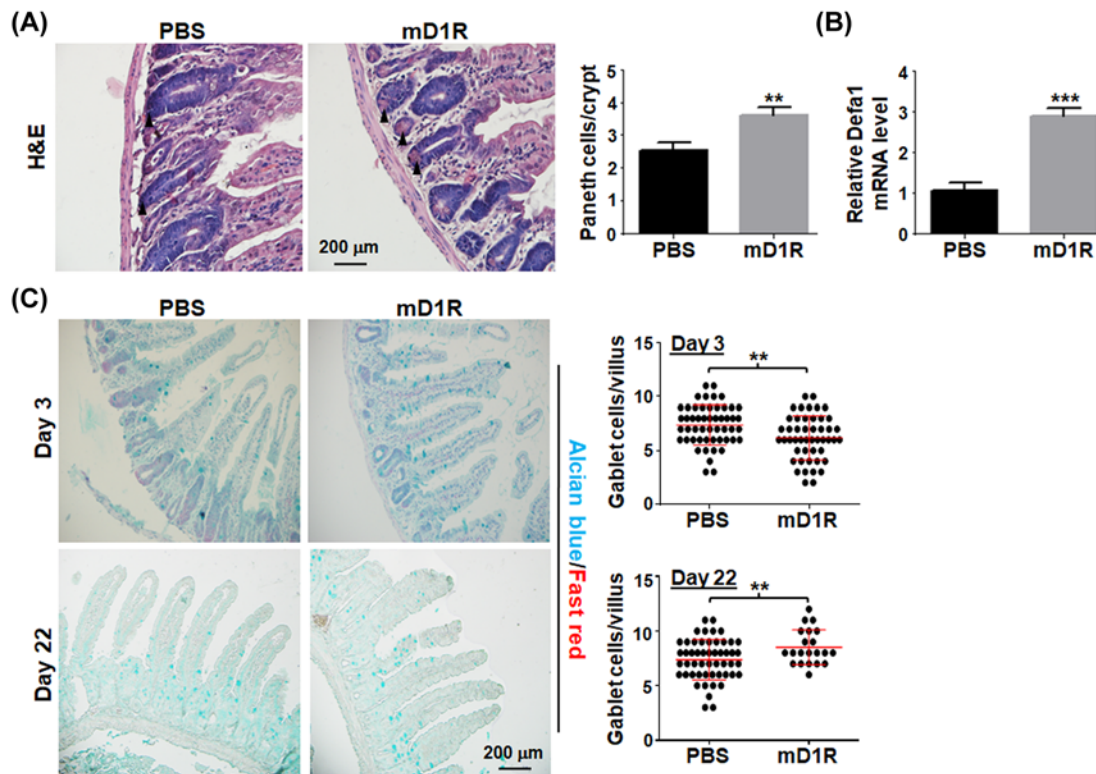 (A)
PBS
mD1R
H&E
200 μm
Paneth cells/crypt
5
4
3
2
1
0
**
PBS
mD1R
(B)
Relative Defa1
mRNA level
4
3
2
1
0
***
PBS
mD1R
(C)
PBS
mD1R
Day 3
Day 22
200 μm
Alcian blue/Fast red
Gablet cells/villus
15
10
5
0
Day 3
**
PBS
mD1R
Gablet cells/villus
15
10
5
0
Day 22
**
PBS
mD1R